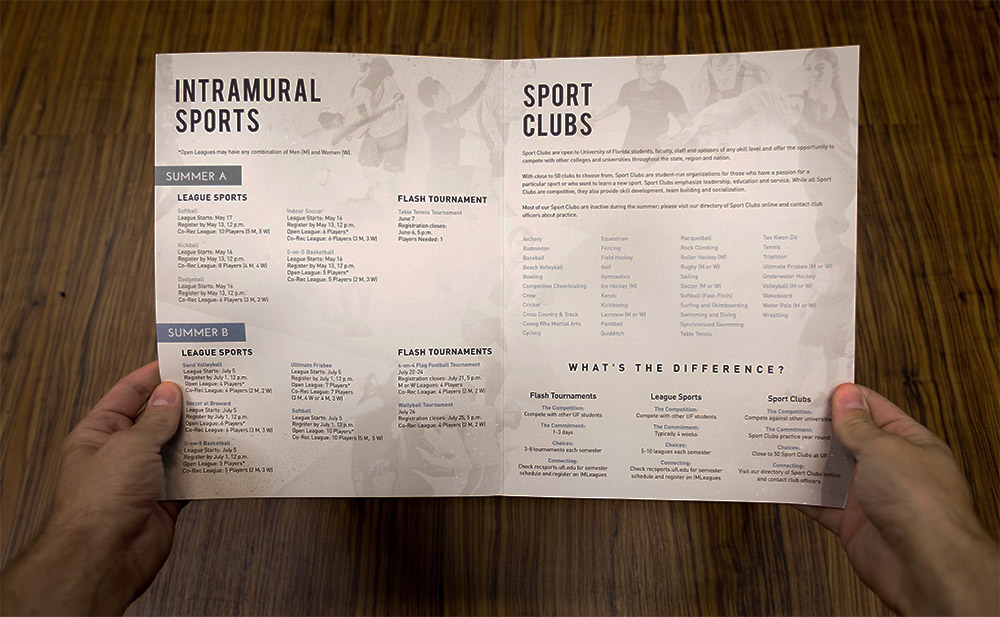 INTRAMURAL
SPORTS
*Open Leagues may have any combination of Men (M) and Women (W).
SUMMER A
LEAGUE SPORTS
Softball
League Starts: May 17
Register by May 13, 12 p.m.
Co-Rec League: 10 Players (5 M, 5 W)
Kickball
League Starts: May 16
Register by May 13, 12 p.m.
Co-Rec League: 8 Players (4 M, 4 W)
Dodgeball
League Starts: May 16
Register by May 13, 12 p.m.
Co-Rec League: 6 Players (3 M, 3 W)
Indoor Soccer
League Starts: May 16
Register by May 13, 12 p.m.
Open League: 6 Players*
Co-Rec League: 6 Players (3 M, 3 W)
5-on-5 Basketball
League Starts: May 16
Register by May 13, 12 p.m.
Open League: 5 Players*
Co-Rec League: 5 Players (2 M, 3 W)
FLASH TOURNAMENT
Table Tennis Tournament
June 7
Registration closes:
June 6, 5 p.m.
Players Needed: 1
SUMMER B
LEAGUE SPORTS
Sand Volleyball
League Starts: July 5
Register by July 1, 12 p.m.
Open League: 4 Players*
Co-Rec League: 4 Players (2 M, 2 W)
Soccer at Broward
League Starts: July 5
Register by July 1, 12 p.m.
Open League: 6 Players*
Co-Rec League: 6 Players (3 M, 3 W)
5-on-5 Basketball
League Starts: July 5
Register by July 1, 12 p.m.
Open League: 5 Players*
Co-Rec League: 5 Players (2 M, 3 W)
Ultimate Frisbee
League Starts: July 5
Register by July 1, 12 p.m.
Open League: 7 Players*
Co-Rec League: 7 Players
(3 M, 4 W or 4 M, 3 W)
Softball
League Starts: July 5
Register by July 1, 12 p.m.
Open League: 10 Players*
Co-Rec League: 10 Players (5 M, 5 W)
FLASH TOURNAMENTS
4-on-4 Flag Football Tournament
July 22-24
Registration closes: July 21, 5 p.m.
M or W Leagues: 4 Players
Co-Rec League: 4 Players (2 M, 2 W)
Wallyball Tournament
July 26
Registration Closes: July 25, 5 p.m.
Co-Rec League: 4 Players (2 M, 2 W)
SPORT
CLUBS
Sport Clubs are open to University of Florida students, faculty, staff and spouses of any skill level and offer the opportunity to
compete with other colleges and universities throughout the state, region and nation.
With close to 50 clubs to choose from, Sport Clubs are student-run organizations for those who have a passion for a
particular sport or who want to learn a new sport. Sport Clubs emphasize leadership, education and service. While all Sport
Clubs are competitive, they also provide skill development, team building and socialization.
Most of our Sport Clubs are inactive during the summer; please visit our directory of Sport Clubs online and contact club
officers about practice.
Archery
Badminton
Baseball
Beach Volleyball
Bowling
Competitive Cheerleading
Crew
Cricket
Cross Country & Track
Cuong Nhu Martial Arts
Cycling
Equestrian
Fencing
Field Hockey
Golf
Gymnastics
Ice Hockey (M)
Kendo
Kickboxing
Lacrosse (M or W)
Paintball
Quidditch
Racquetball
Rock Climbing
Roller Hockey (M)
Rugby (M or W)
Sailing
Soccer (M or W)
Softball (Fast-Pitch)
Surfing and Skimboarding
Swimming and Diving
Synchronized Swimming
Table Tennis
Tae Kwon Do
Tennis
Triathlon
Ultimate Frisbee (M or W)
Underwater Hockey
Volleyball (M or W)
Wakeboard
Water Polo (M or W)
Wrestling
WHAT'S THE DIFFERENCE?
Flash Tournaments
The Competition:
Compete with other UF students
The Commitment:
1-3 days
Choices:
3-6 tournaments each semester
Connecting:
Check recsports.ufl.edu for semester
schedule and register on IMLeagues
League Sports
The Competition:
Compete with other UF students
The Commitment:
Typically 4 weeks
Choices:
5-10 leagues each semester
Connecting:
Check recsports.ufl.edu for semester
schedule and register on IMLeagues
Sport Clubs
The Competition:
Compete against other universities
The Commitment:
Sport Clubs practice year round
Choices:
Close to 50 Sport Clubs at UF
Connecting:
Visit our directory of Sport Clubs online
and contact club officers